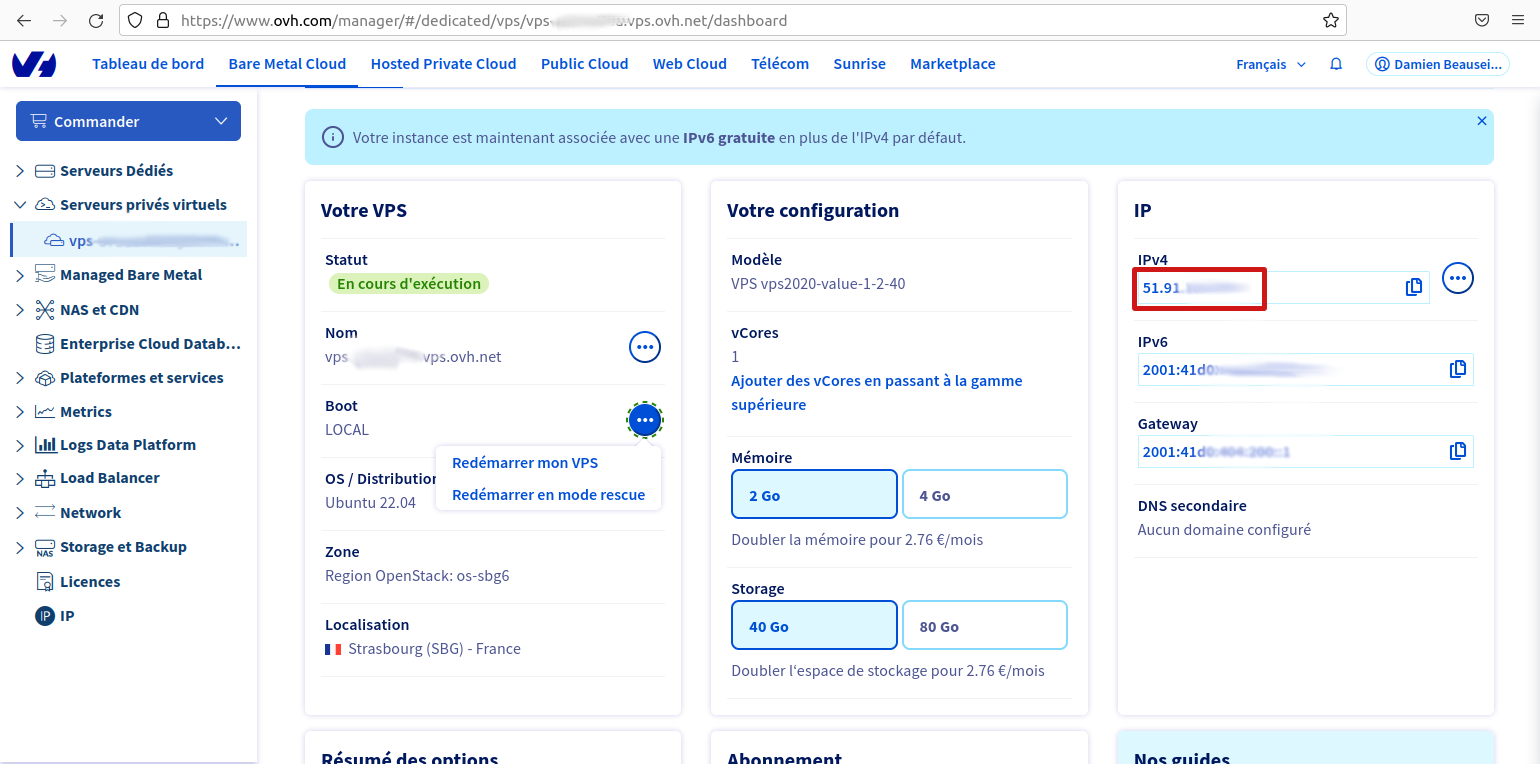 https://www.ovh.com/manager/#/dedicated/vps/vps- .vps.ovh.net/dashboard
Tableau de bord
Bare Metal Cloud
Hosted Private Cloud
Public Cloud
Web Cloud
Télécom
Sunrise
Marketplace
Français
Damien Beausei...
Commander
Serveurs Dédiés
Serveurs privés virtuels
vps- ...
Managed Bare Metal
NAS et CDN
Enterprise Cloud Datab...
Plateformes et services
Metrics
Logs Data Platform
Load Balancer
Network
NAS
Storage et Backup
Licences
IP
IP
Votre instance est maintenant associée avec une IPv6 gratuite en plus de l'IPv4 par défaut.
Votre VPS
Statut
En cours d'exécution
Nom
vps vps.ovh.net
Boot
LOCAL
Redémarrer mon VPS
Redémarrer en mode rescue
OS / Distribution
Ubuntu 22.04
Zone
Region OpenStack: os-sbg6
Localisation
Strasbourg (SBG) - France
Votre configuration
Modèle
VPS vps2020-value-1-2-40
vCores
1
Ajouter des vCores en passant à la gamme
supérieure
Mémoire
2 Go
4 Go
Doubler la mémoire pour 2.76 €/mois
Storage
40 Go
80 Go
Doubler l‘espace de stockage pour 2.76 €/mois
IP
IPv4
51.91.
IPv6
2001:41d0:
Gateway
2001:41d0:404:200::1
DNS secondaire
Aucun domaine configuré
Résumé des options
Abonnement
Nos guides